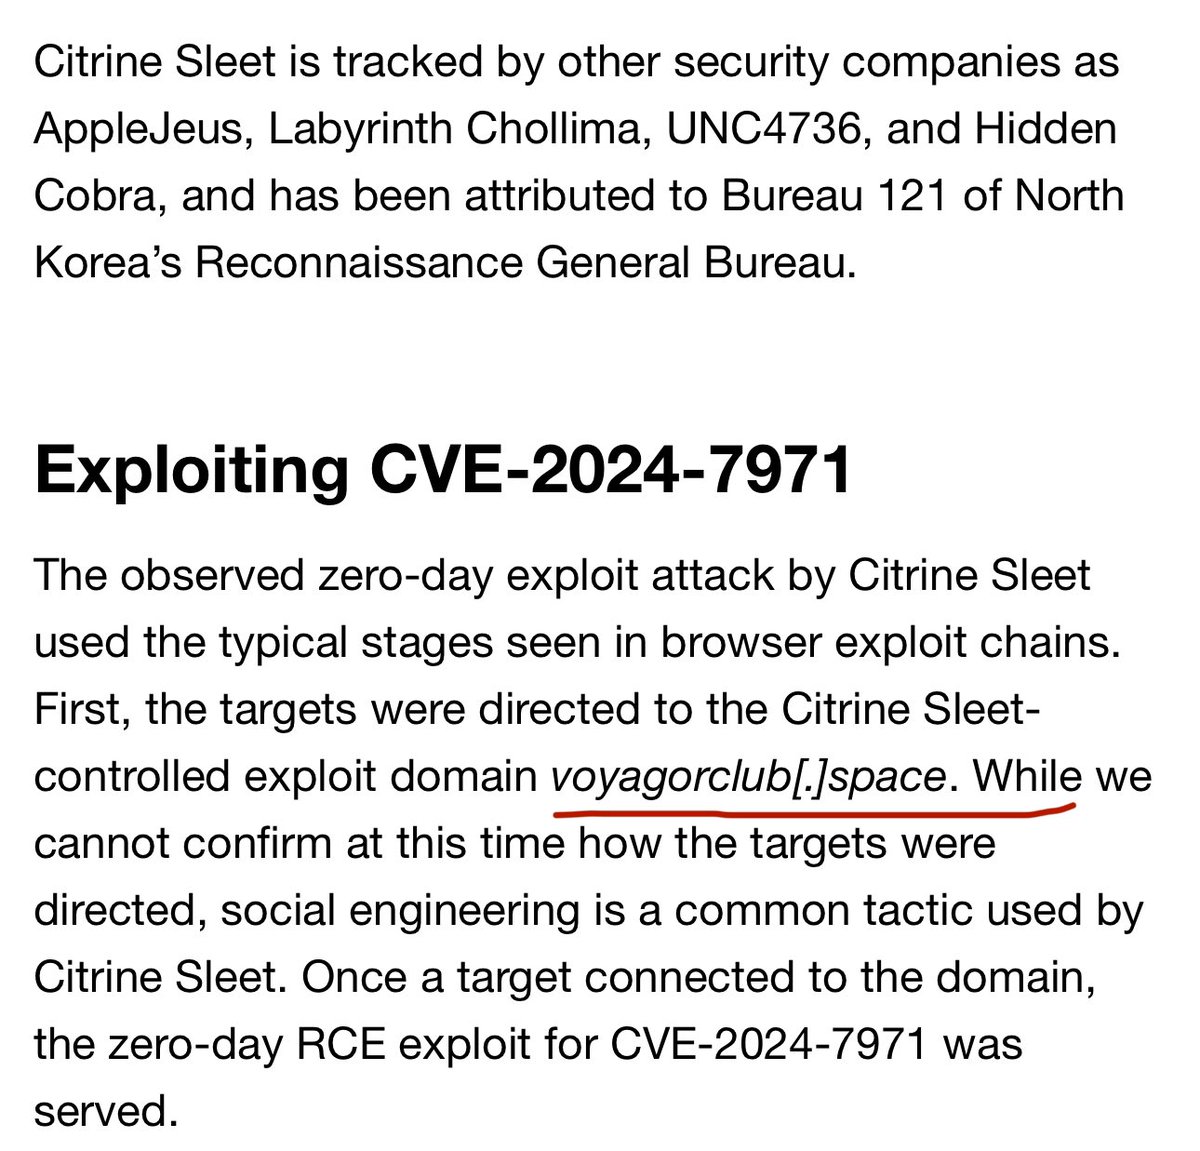 Citrine Sleet is tracked by other security companies as
AppleJeus, Labyrinth Chollima, UNC4736, and Hidden
Cobra, and has been attributed to Bureau 121 of North
Korea’s Reconnaissance General Bureau.
Exploiting CVE-2024-7971
The observed zero-day exploit attack by Citrine Sleet
used the typical stages seen in browser exploit chains.
First, the targets were directed to the Citrine Sleet-
controlled exploit domain voyagorclub[.]space. While we
cannot confirm at this time how the targets were
directed, social engineering is a common tactic used by
Citrine Sleet. Once a target connected to the domain,
the zero-day RCE exploit for CVE-2024-7971 was
served.